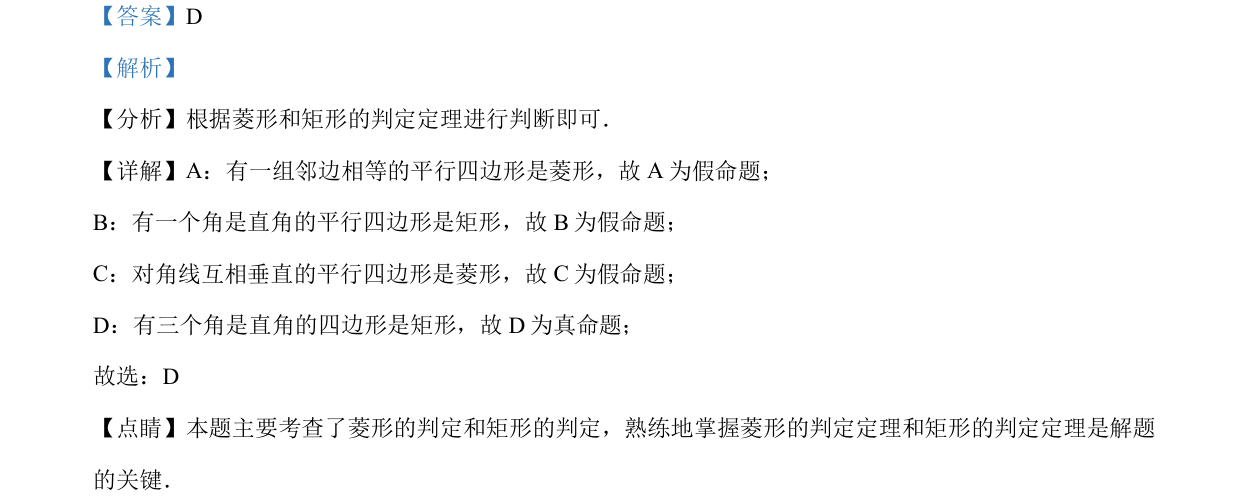 【答案】D
【解析】
【分析】根据菱形和矩形的判定定理进行判断即可．
【详解】A：有一组邻边相等的平行四边形是菱形，故 A 为假命题；
B：有一个角是直角的平行四边形是矩形，故 B 为假命题；
C：对角线互相垂直的平行四边形是菱形，故 C 为假命题；
D：有三个角是直角的四边形是矩形，故 D 为真命题；
故选：D
【点睛】本题主要考查了菱形的判定和矩形的判定，熟练地掌握菱形的判定定理和矩形的判定定理是解题
的关键．